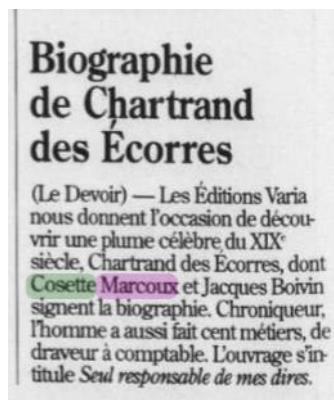 Biographie
de Chartrand
des Écorres
(Le Devoir) — Les Éditions Varia
nous donnent l'occasion de décou-
vrir une plume célèbre du XIXᵉ
siècle, Chartrand des Écorres, dont
Cosette Marcoux et Jacques Boivin
signent la biographie. Chroniqueur,
l'homme a aussi fait cent métiers, de
draveur à comptable. L'ouvrage s'in-
titule Seul responsable de mes dires.